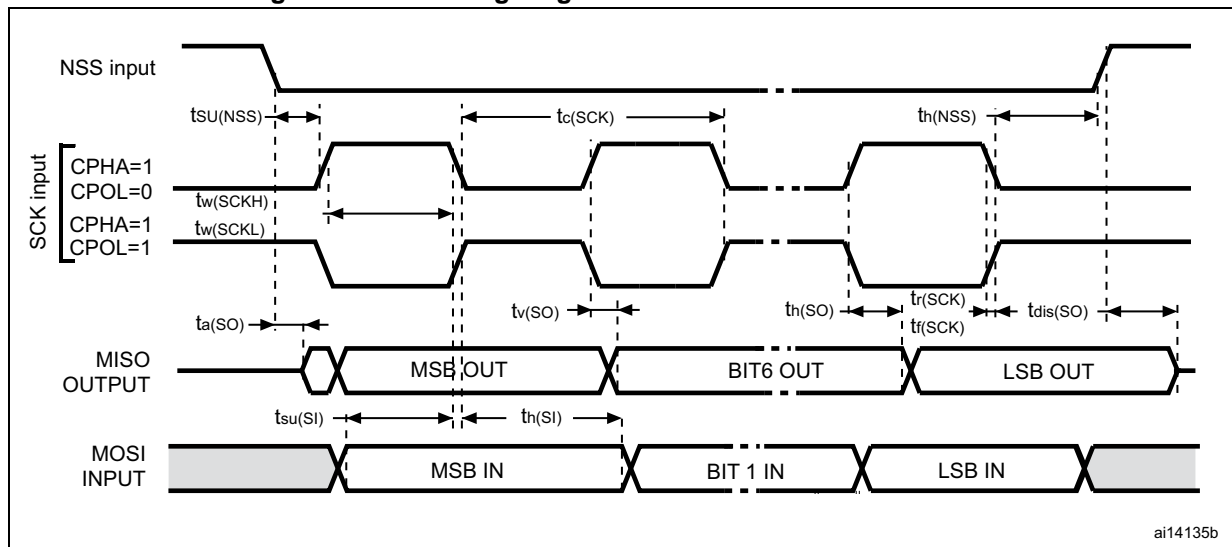 NSS input
tSU(NSS)
tc(SCK)
th(NSS)
SCK input
CPHA=1
CPOL=0
tw(SCKH)
CPHA=1
tw(SCKL)
CPOL=1
ta(SO)
tv(SO)
th(SO)
tr(SCK)
tf(SCK)
tdis(SO)
MISO
OUTPUT
MSB OUT
BIT6 OUT
LSB OUT
tsu(SI)
th(SI)
MOSI
INPUT
MSB IN
BIT 1 IN
LSB IN
ai14135b